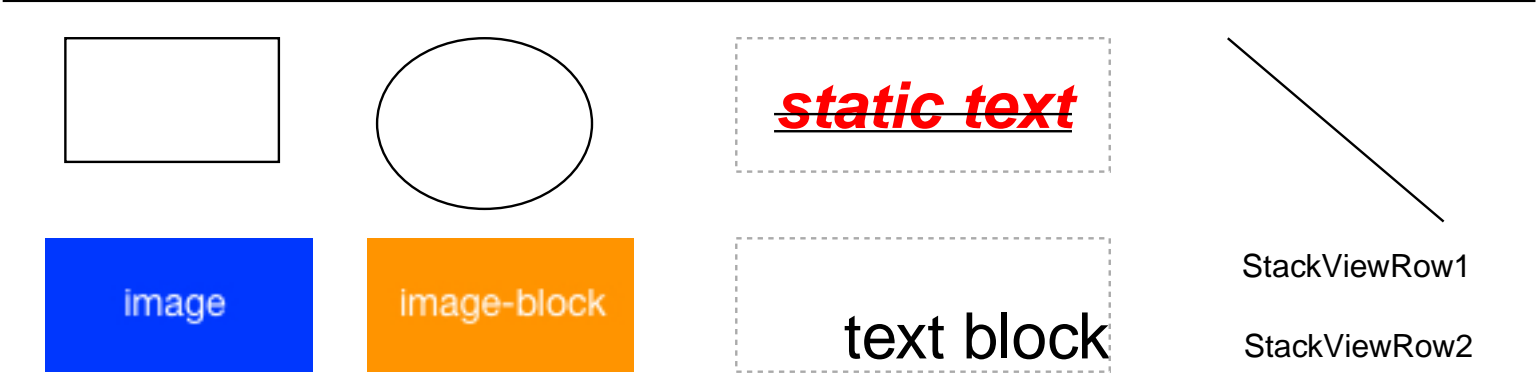 static text
image
image-block
text block
StackViewRow1
StackViewRow2